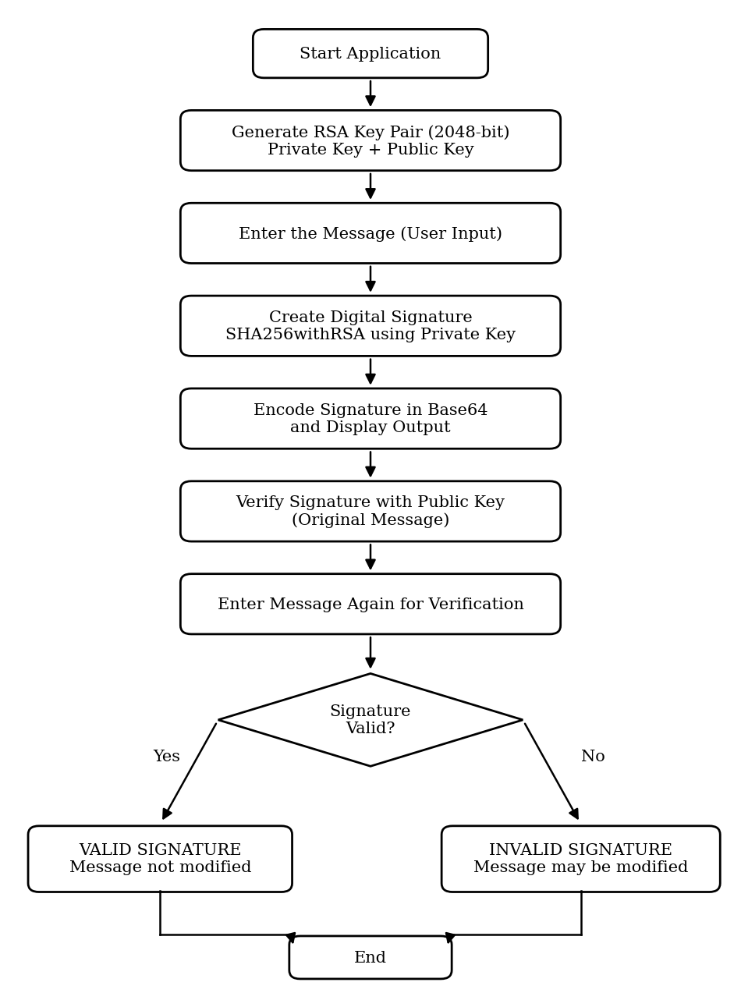 Start Application
Generate RSA Key Pair (2048-bit)
Private Key + Public Key
Enter the Message (User Input)
Create Digital Signature
SHA256withRSA using Private Key
Encode Signature in Base64
and Display Output
Verify Signature with Public Key
(Original Message)
Enter Message Again for Verification
Signature
Valid?
Yes
No
VALID SIGNATURE
Message not modified
INVALID SIGNATURE
Message may be modified
End